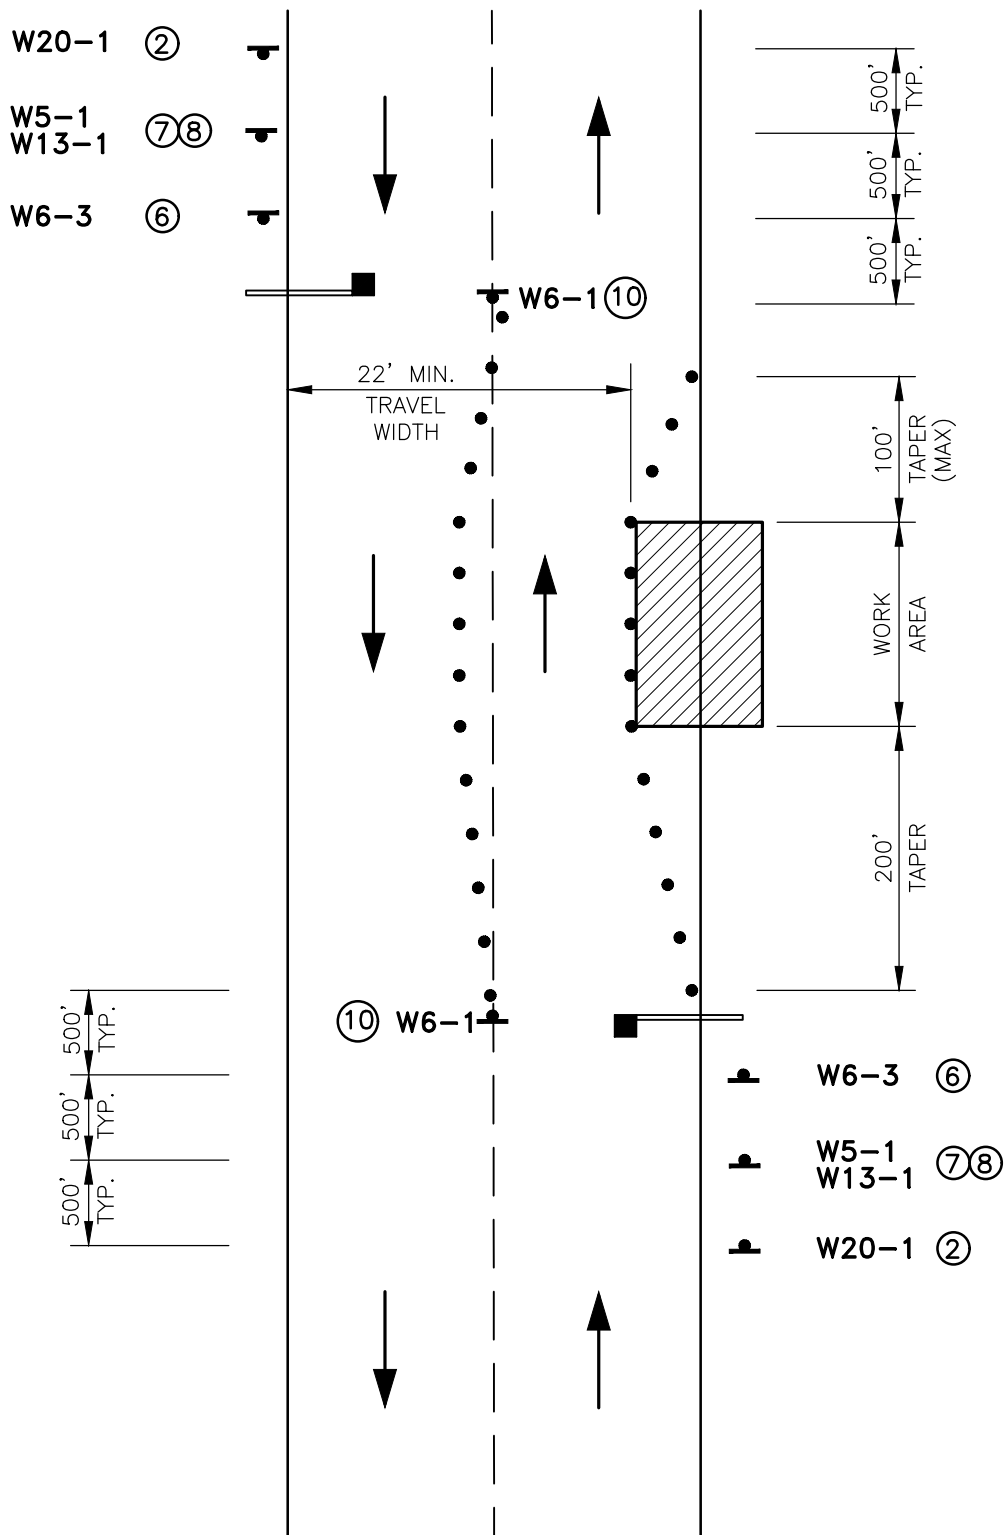 W20-1 ②
W5-1
W13-1 ⑦⑧
W6-3 ⑥
500'
TYP.
500'
TYP.
500'
TYP.
W6-1 ⑩
22' MIN.
TRAVEL
WIDTH
100'
TAPER
(MAX)
WORK
AREA
200'
TAPER
⑩ W6-1
500'
TYP.
500'
TYP.
500'
TYP.
W6-3 ⑥
W5-1
W13-1 ⑦⑧
W20-1 ②